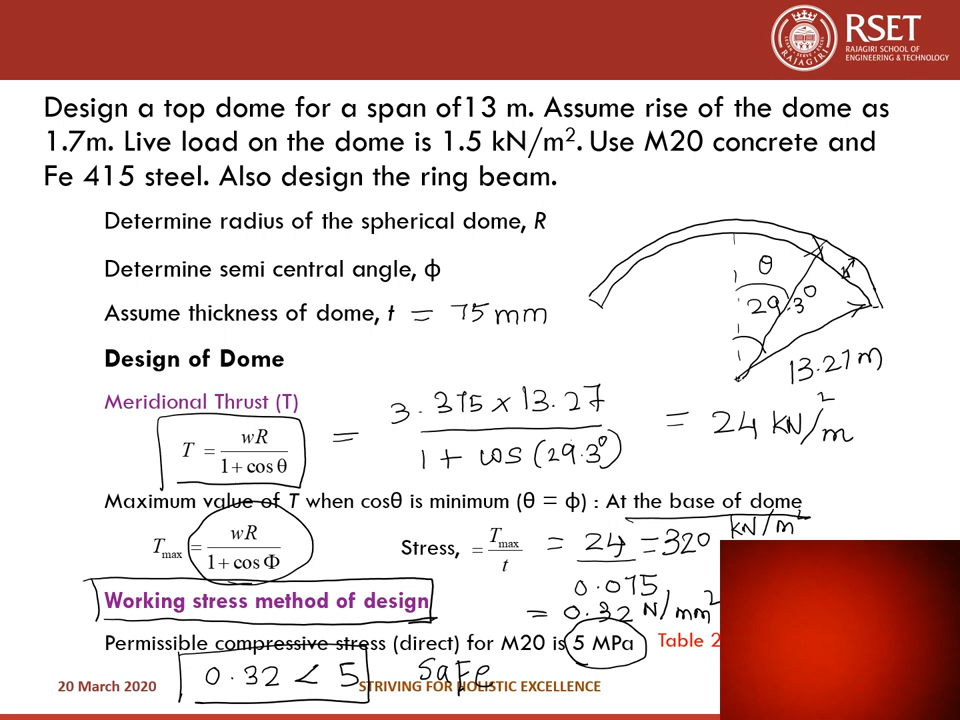 RSET
RAJAGIRI SCHOOL OF
ENGINEERING & TECHNOLOGY
Design a top dome for a span of13 m. Assume rise of the dome as
1.7m. Live load on the dome is 1.5 kN/m². Use M20 concrete and
Fe 415 steel. Also design the ring beam.
Determine radius of the spherical dome, R
Determine semi central angle, ϕ
θ
29.3°
Assume thickness of dome, t = 75 mm
13.27 m
Design of Dome
Meridional Thrust (T)
T = wR / 1 + cos θ = 3.375 × 13.27 / 1 + cos (29.3°) = 24 KN/m²
Maximum value of T when cosθ is minimum (θ = ϕ) : At the base of dome
Tmax = wR / 1 + cos Φ Stress, = Tmax / t = 24 / 0.075 = 320 KN/m²
Working stress method of design = 0.32 N/mm²
Permissible compressive stress (direct) for M20 is 5 MPa Table 2
0.32 < 5 Safe
20 March 2020 STRIVING FOR HOLISTIC EXCELLENCE